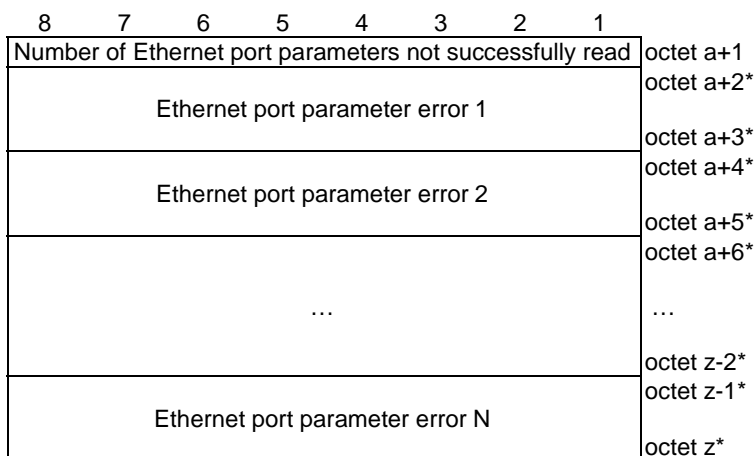 8 7 6 5 4 3 2 1
Number of Ethernet port parameters not successfully read octet a+1
octet a+2*
Ethernet port parameter error 1
octet a+3*
octet a+4*
Ethernet port parameter error 2
octet a+5*
octet a+6*
… …
octet z-2*
octet z-1*
Ethernet port parameter error N
octet z*